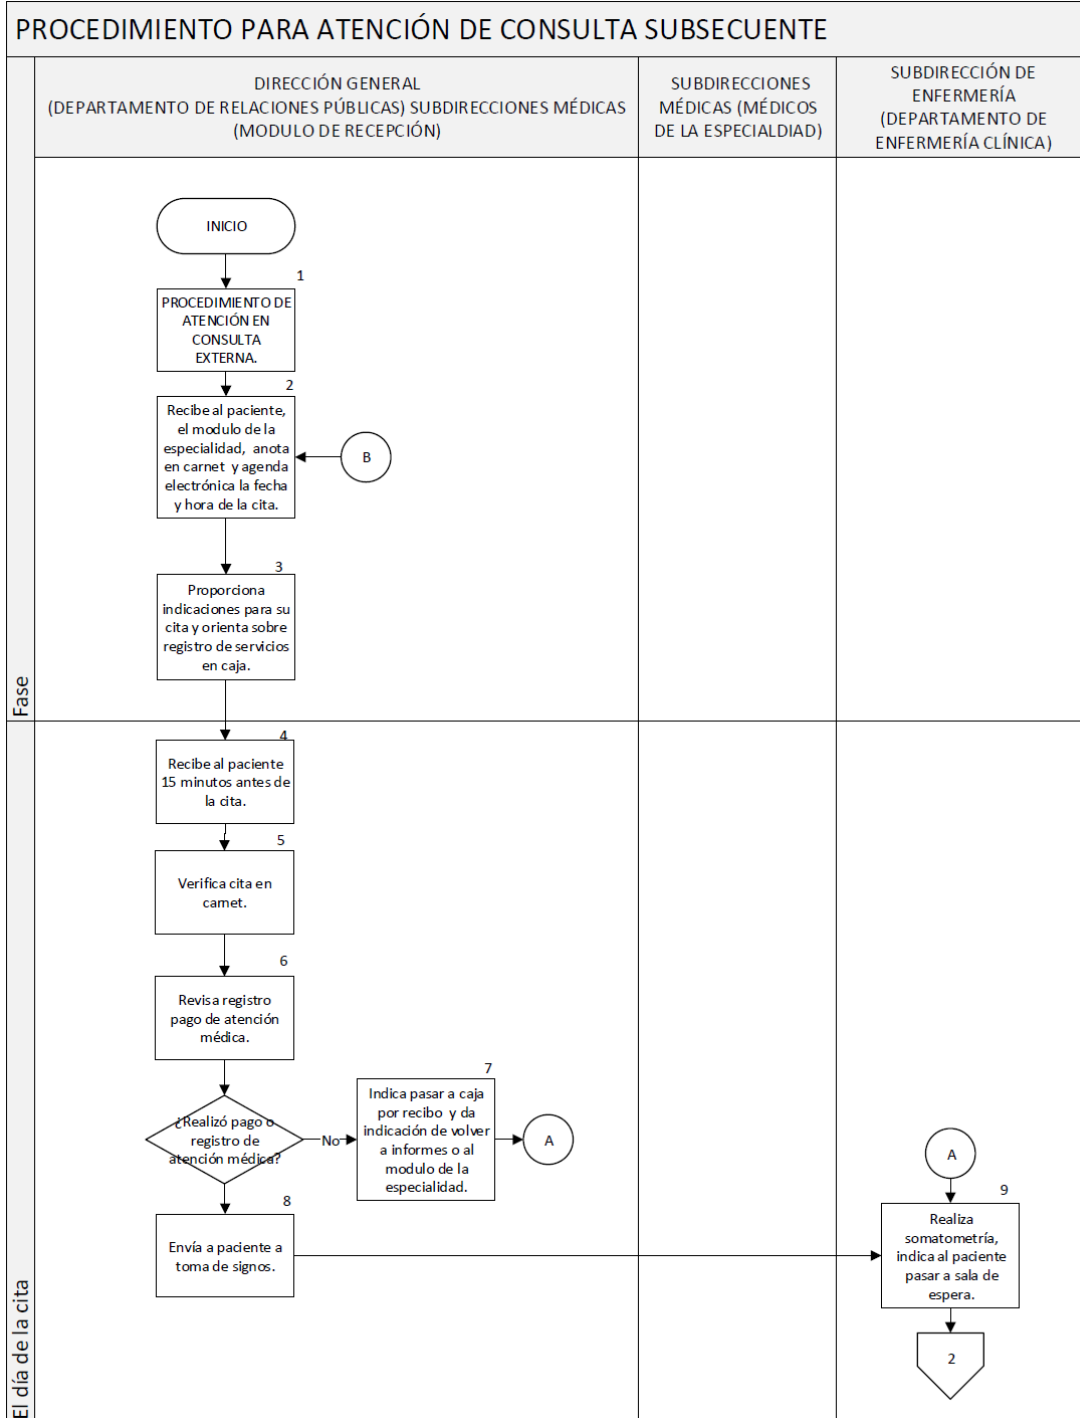 PROCEDIMIENTO PARA ATENCIÓN DE CONSULTA SUBSECUENTE
DIRECCIÓN GENERAL
(DEPARTAMENTO DE RELACIONES PÚBLICAS) SUBDIRECCIONES MÉDICAS
(MODULO DE RECEPCIÓN)
SUBDIRECCIONES
MÉDICAS (MÉDICOS
DE LA ESPECIALDIAD)
SUBDIRECCIÓN DE
ENFERMERÍA
(DEPARTAMENTO DE
ENFERMERÍA CLÍNICA)
Fase
INICIO
1
PROCEDIMIENTO DE
ATENCIÓN EN
CONSULTA
EXTERNA.
2
Recibe al paciente,
el modulo de la
especialidad, anota
en carnet y agenda
electrónica la fecha
y hora de la cita.
B
3
Proporciona
indicaciones para su
cita y orienta sobre
registro de servicios
en caja.
El día de la cita
4
Recibe al paciente
15 minutos antes de
la cita.
5
Verifica cita en
carnet.
6
Revisa registro
pago de atención
médica.
¿Realizó pago o
registro de
atención médica?
No
7
Indica pasar a caja
por recibo y da
indicación de volver
a informes o al
modulo de la
especialidad.
A
8
Envía a paciente a
toma de signos.
A
9
Realiza
somatometría,
indica al paciente
pasar a sala de
espera.
2